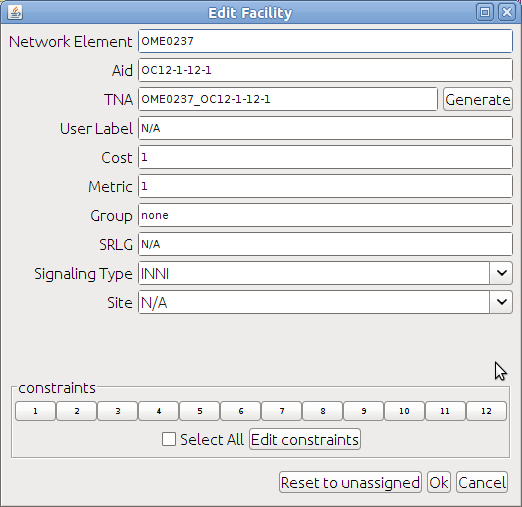 Edit Facility
Network Element OME0237
Aid OC12-1-12-1
TNA OME0237_OC12-1-12-1 Generate
User Label N/A
Cost 1
Metric 1
Group none
SRLG N/A
Signaling Type INNI
Site N/A
constraints
1 2 3 4 5 6 7 8 9 10 11 12
Select All Edit constraints
Reset to unassigned Ok Cancel